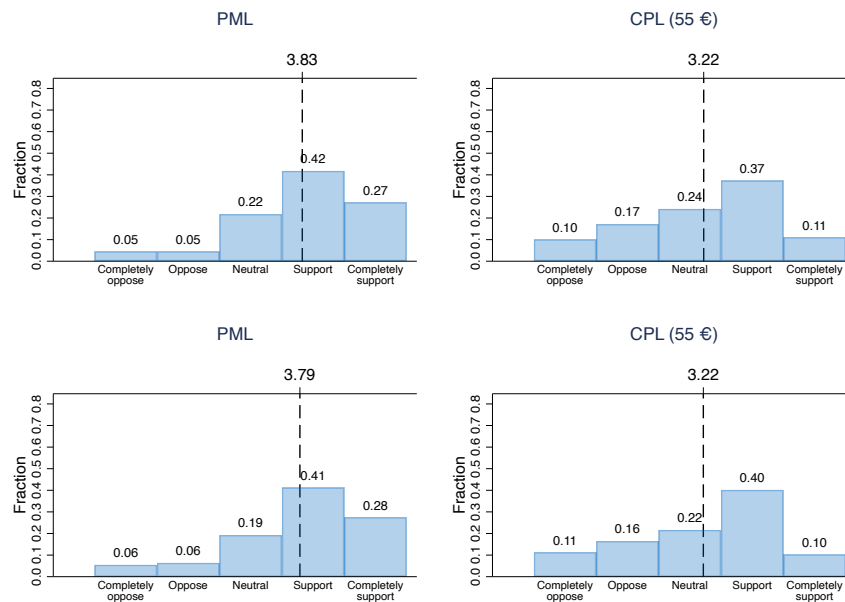 PML
3.83
Fraction
0.0 0.1 0.2 0.3 0.4 0.5 0.6 0.7 0.8
0.05 0.05 0.22 0.42 0.27
Completely oppose Oppose Neutral Support Completely support
CPL (55 €)
3.22
Fraction
0.0 0.1 0.2 0.3 0.4 0.5 0.6 0.7 0.8
0.10 0.17 0.24 0.37 0.11
Completely oppose Oppose Neutral Support Completely support
PML
3.79
Fraction
0.0 0.1 0.2 0.3 0.4 0.5 0.6 0.7 0.8
0.06 0.06 0.19 0.41 0.28
Completely oppose Oppose Neutral Support Completely support
CPL (55 €)
3.22
Fraction
0.0 0.1 0.2 0.3 0.4 0.5 0.6 0.7 0.8
0.11 0.16 0.22 0.40 0.10
Completely oppose Oppose Neutral Support Completely support